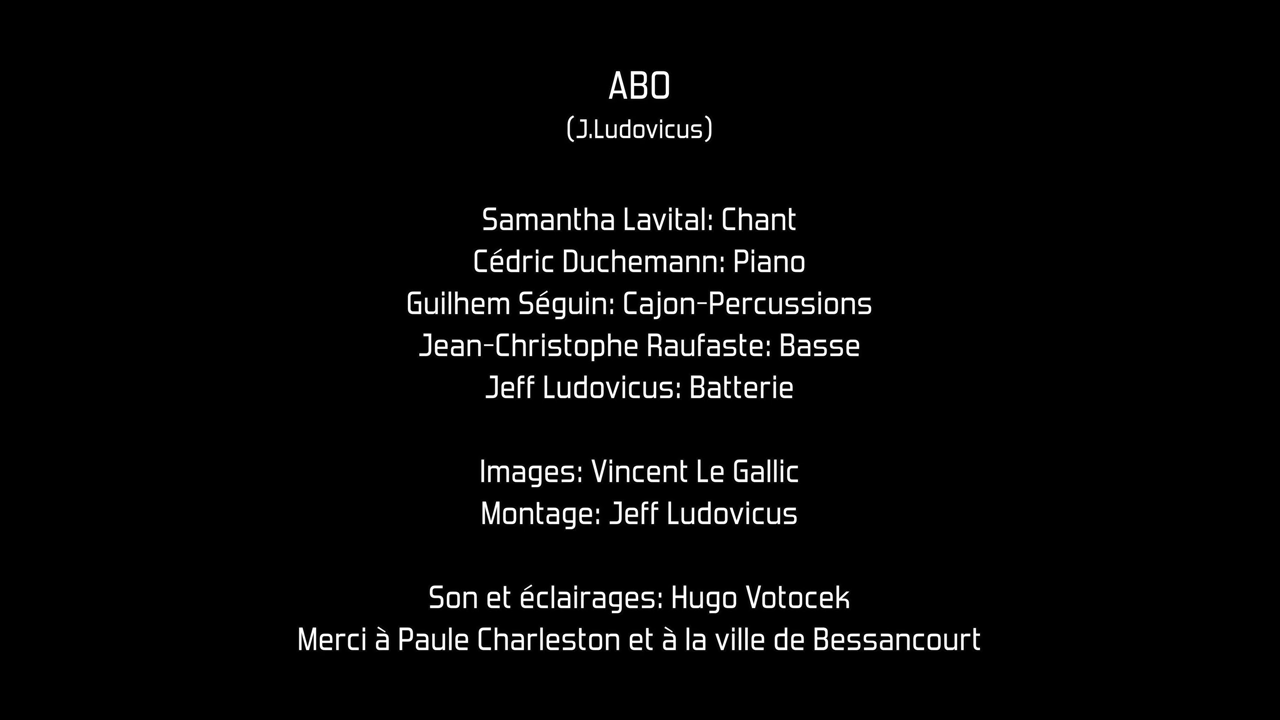 ABO
(J.Ludovicus)
Samantha Lavital: Chant
Cédric Duchemann: Piano
Guilhem Séguin: Cajon-Percussions
Jean-Christophe Raufaste: Basse
Jeff Ludovicus: Batterie
Images: Vincent Le Gallic
Montage: Jeff Ludovicus
Son et éclairages: Hugo Votocek
Merci à Paule Charleston et à la ville de Bessancourt